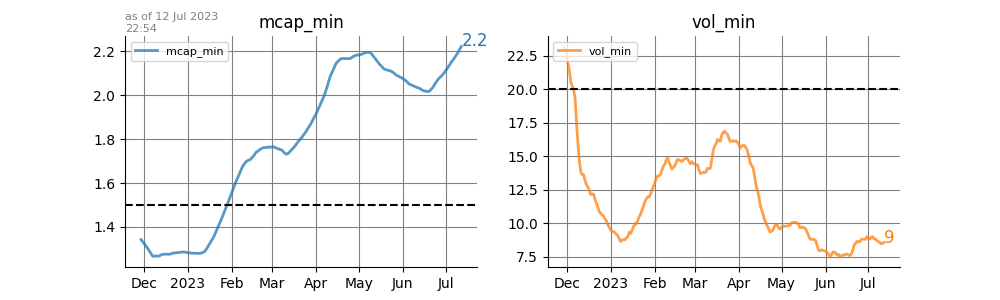 as of 12 Jul 2023
22:54
mcap_min
mcap_min
2.2
2.2
2.0
1.8
1.6
1.4
Dec 2023 Feb Mar Apr May Jun Jul
vol_min
vol_min
22.5
20.0
17.5
15.0
12.5
10.0
7.5
9
Dec 2023 Feb Mar Apr May Jun Jul